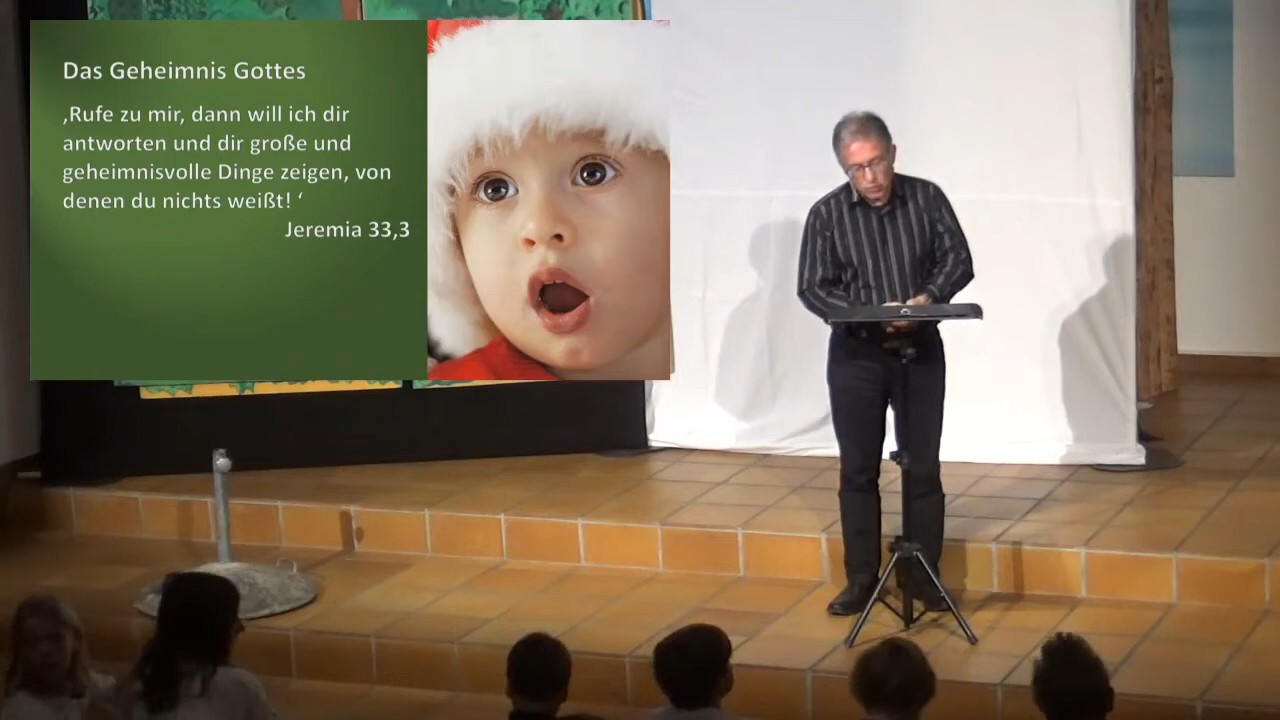 Das Geheimnis Gottes
‚Rufe zu mir, dann will ich dir
antworten und dir große und
geheimnisvolle Dinge zeigen, von
denen du nichts weißt! ‘
Jeremia 33,3